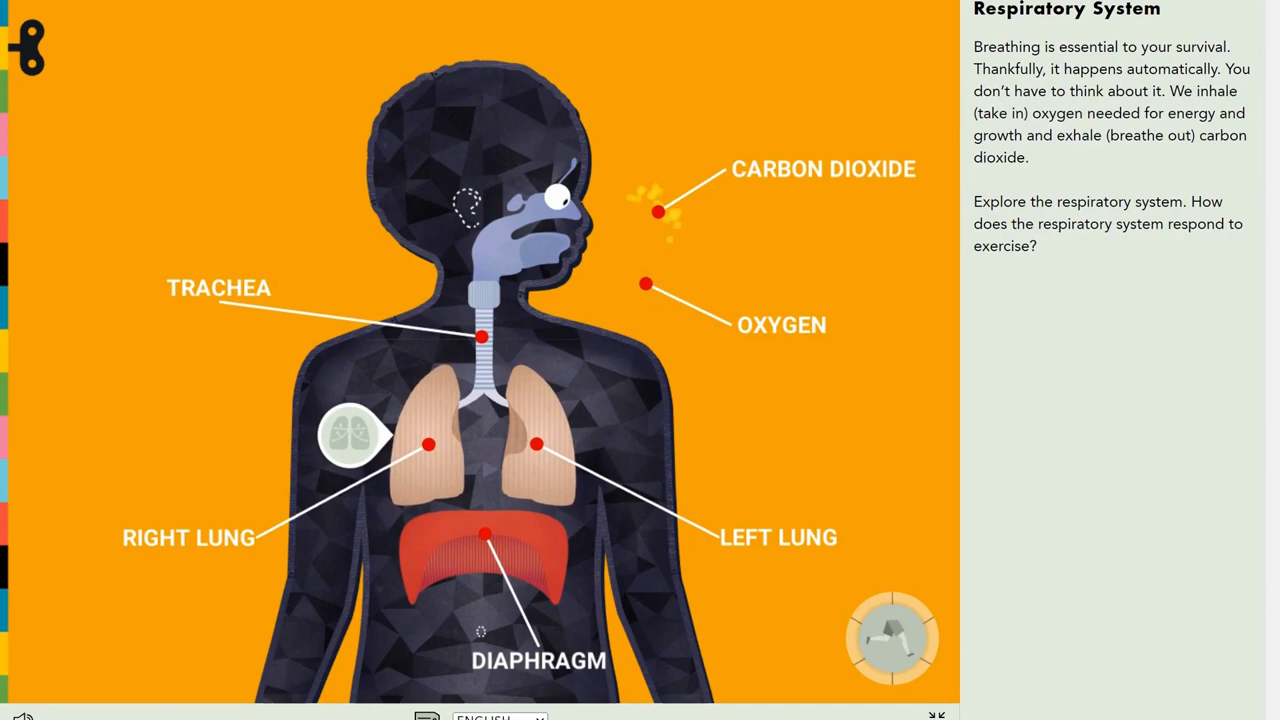 Respiratory System
Breathing is essential to your survival.
Thankfully, it happens automatically. You
don’t have to think about it. We inhale
(take in) oxygen needed for energy and
growth and exhale (breathe out) carbon
dioxide.
Explore the respiratory system. How
does the respiratory system respond to
exercise?
CARBON DIOXIDE
TRACHEA
OXYGEN
RIGHT LUNG
LEFT LUNG
DIAPHRAGM
ENGLISH